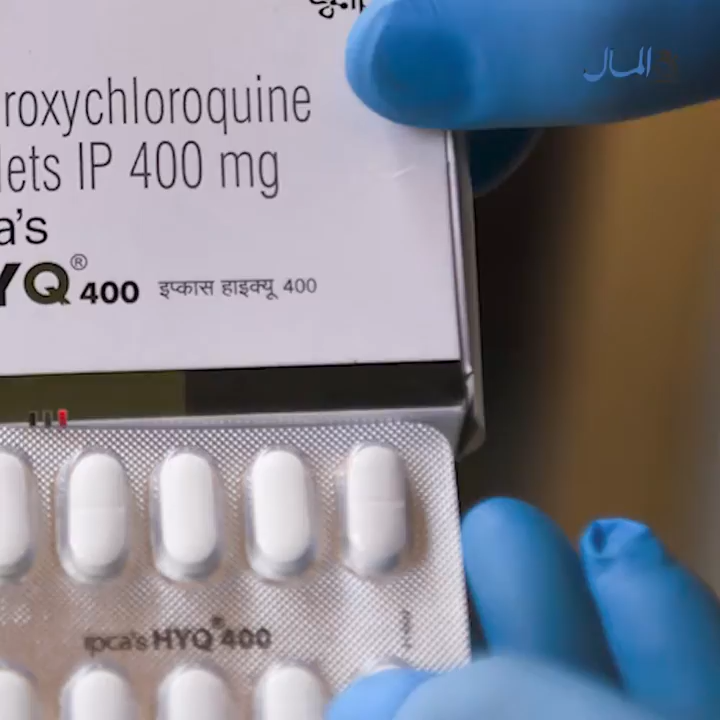 المال
roxychloroquine
lets IP 400 mg
a's
YQ® 400 इप्कास हाइक्यू 400
ipca's HYQ® 400